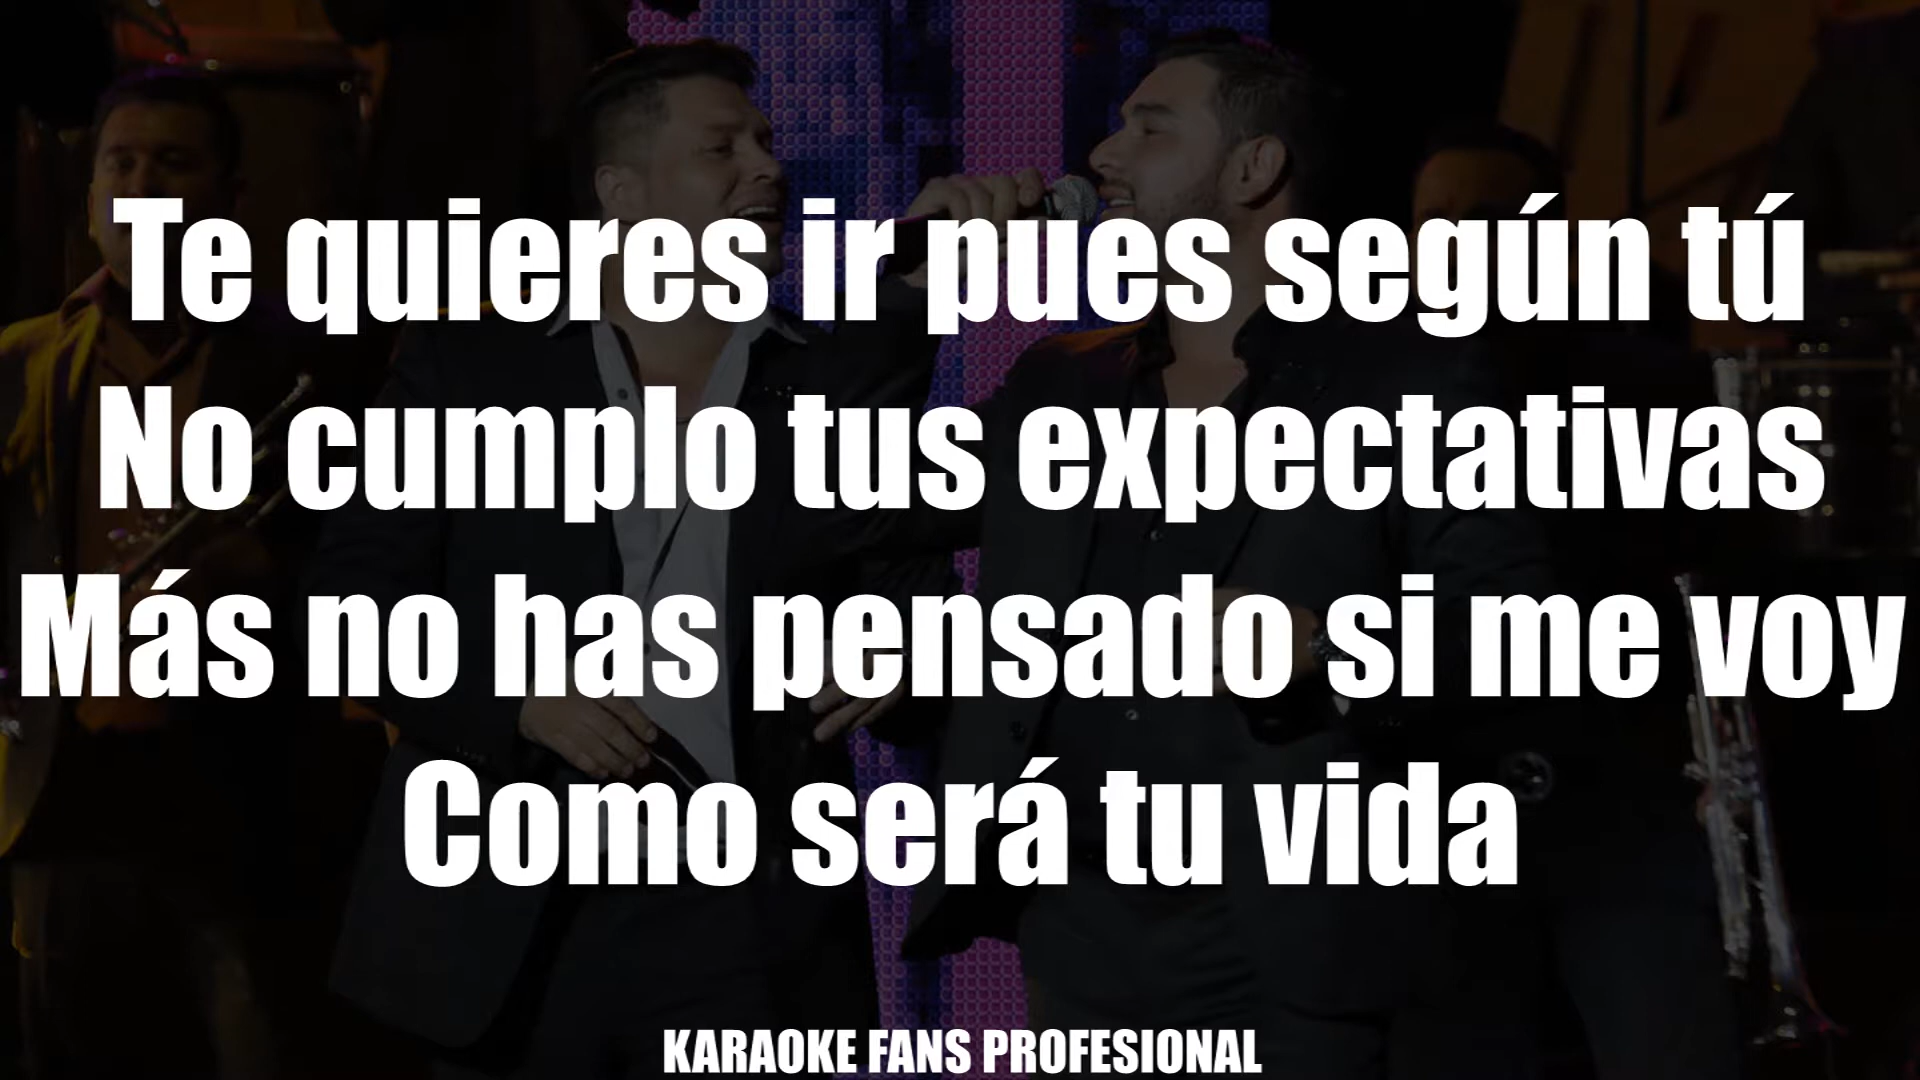 Te quieres ir pues según tú
No cumplo tus expectativas
Más no has pensado si me voy
Como será tu vida
KARAOKE FANS PROFESIONAL